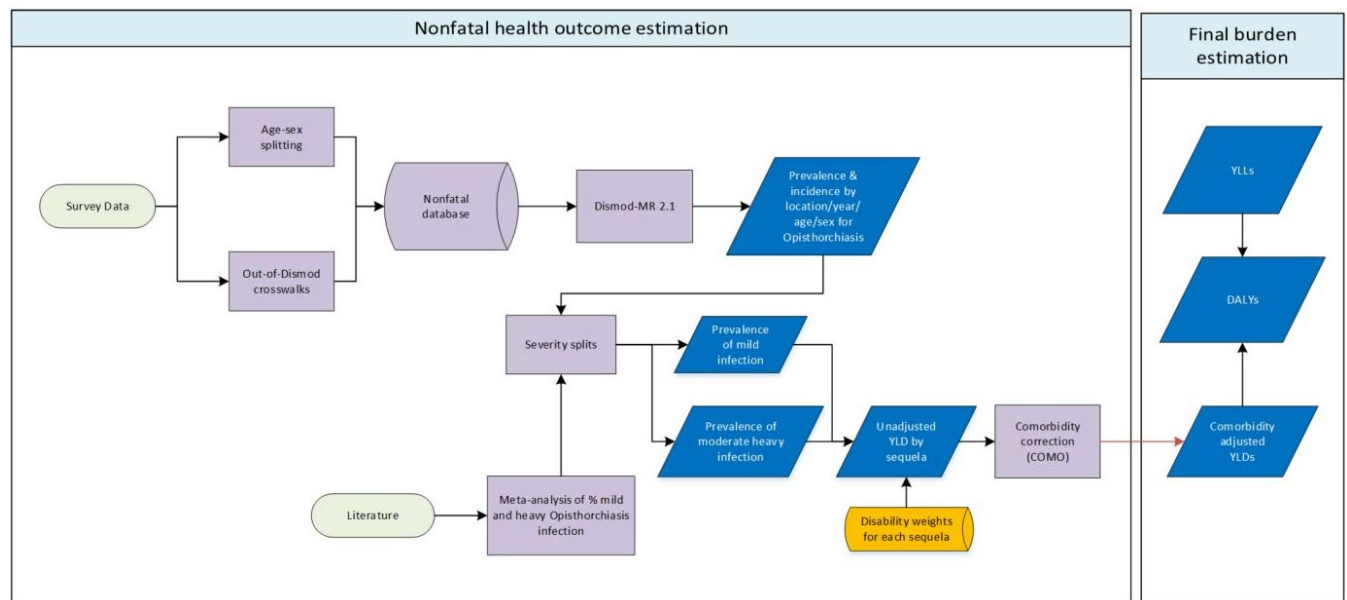 Nonfatal health outcome estimation
Final burden
estimation
Age-sex
splitting
Survey Data
Out-of-Dismod
crosswalks
Nonfatal
database
Dismod-MR 2.1
Prevalence &
incidence by
location/year/
age/sex for
Opisthorchiasis
Severity splits
Prevalence
of mild
infection
Prevalence of
moderate heavy
infection
Literature
Meta-analysis of % mild
and heavy Opisthorchiasis
infection
Unadjusted
YLD by
sequela
Disability weights
for each sequela
Comorbidity
correction
(COMO)
YLLs
DALYs
Comorbidity
adjusted
YLDs